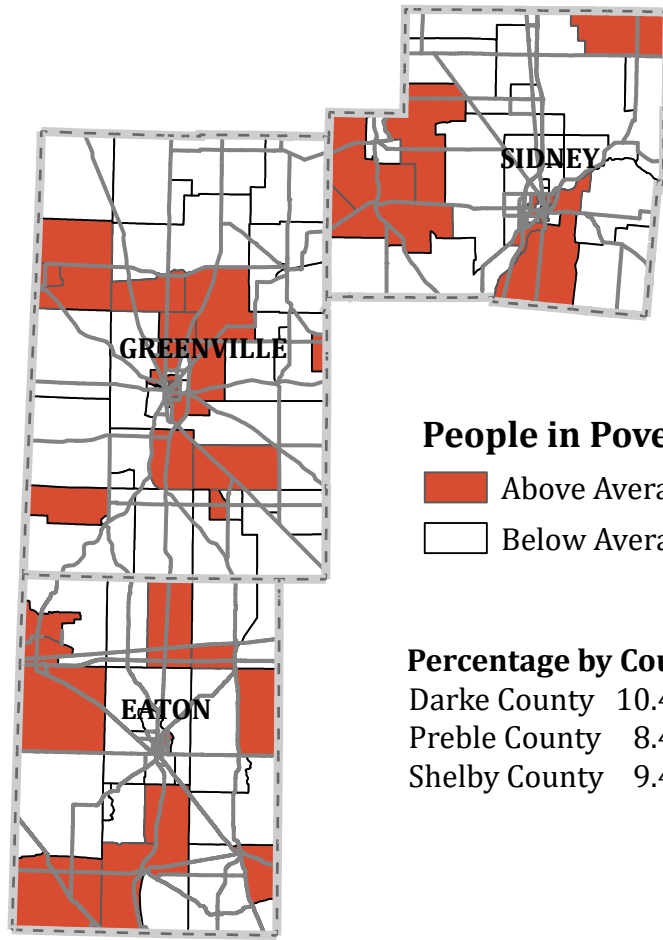 SIDNEY
GREENVILLE
People in Pove
Above Avera
Below Avera
Percentage by Cou
Darke County 10.4
Preble County 8.4
Shelby County 9.4
EATON